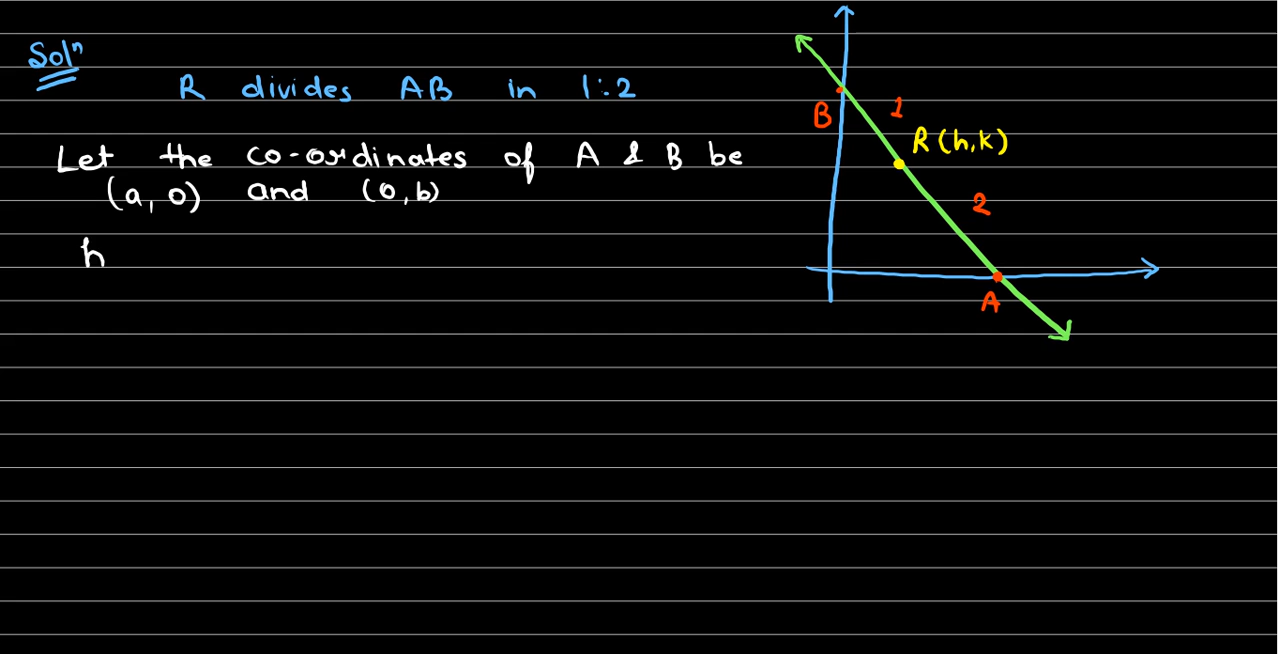 Solⁿ
R divides AB in 1:2
Let the co-ordinates of A & B be
(a, 0) and (0, b)
h
B
1
R (h, k)
2
A